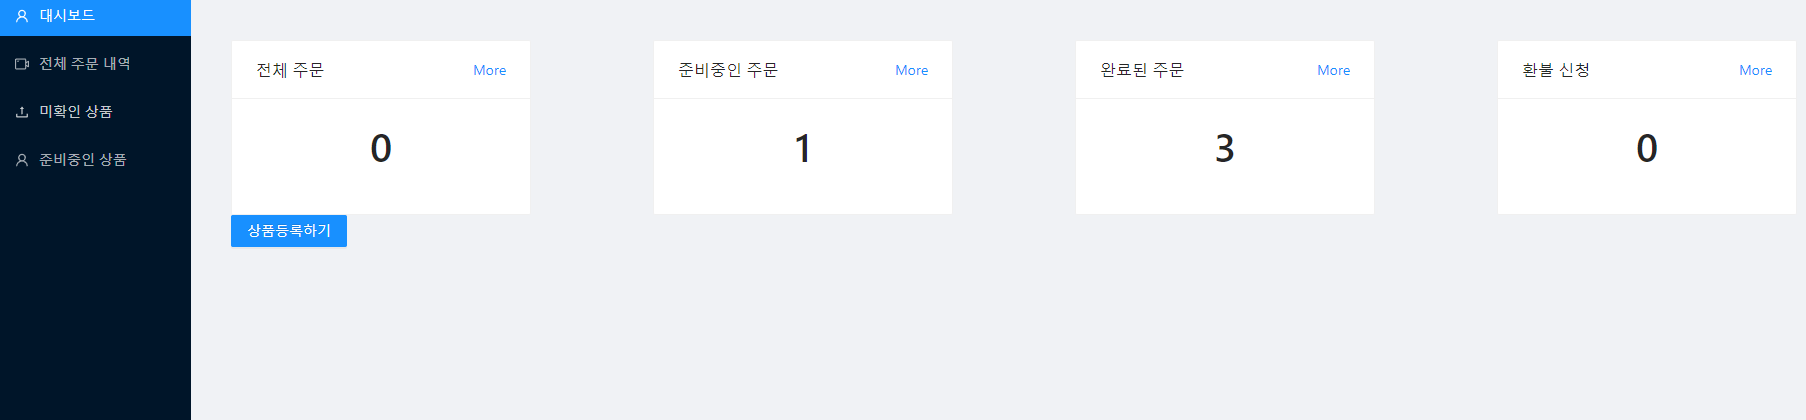 대시보드
전체 주문 내역
미확인 상품
준비중인 상품
전체 주문 More
0
준비중인 주문 More
1
완료된 주문 More
3
환불 신청 More
0
상품등록하기